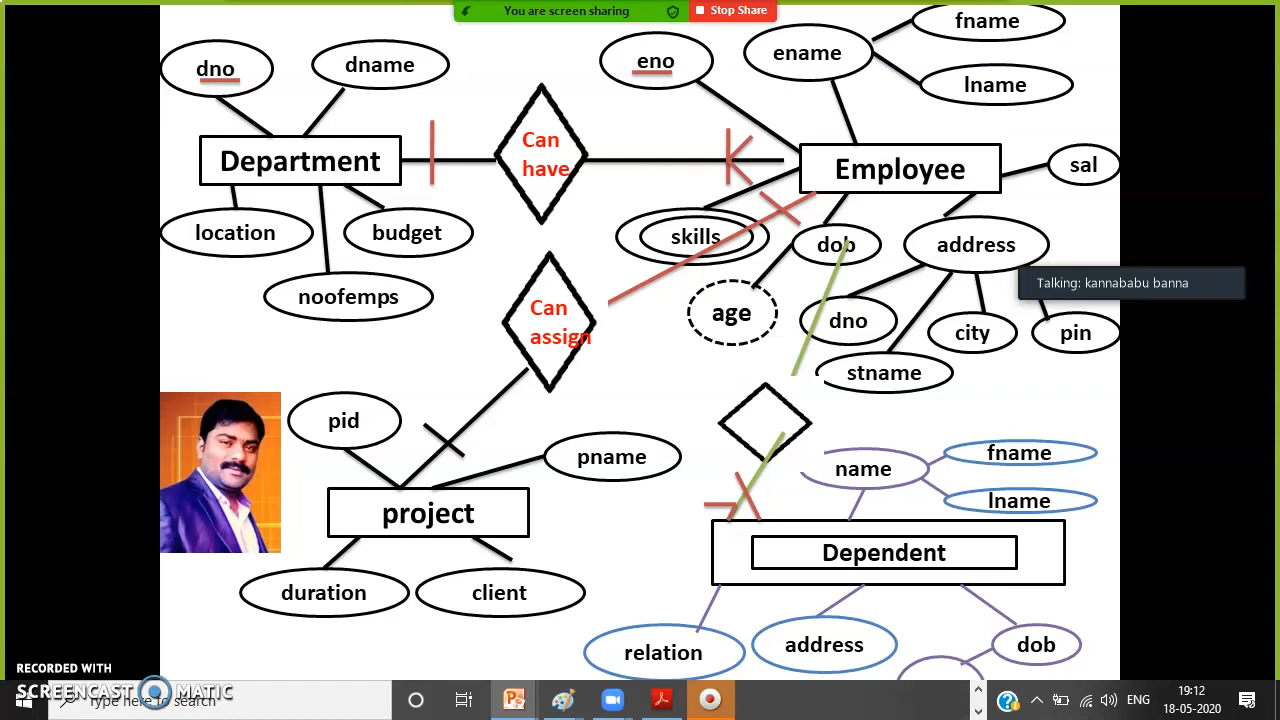 You are screen sharing
Stop Share
fname
eno
ename
dno
dname
lname
Can
have
Department
Employee
sal
location
budget
skills
dob
address
Talking: kannababu banna
noofemps
Can
assign
age
dno
city
pin
stname
pid
pname
name
fname
lname
project
Dependent
duration
client
relation
address
dob
RECORDED WITH
SCREENCAST MATIC
Type here to search
ENG
19:12
18-05-2020